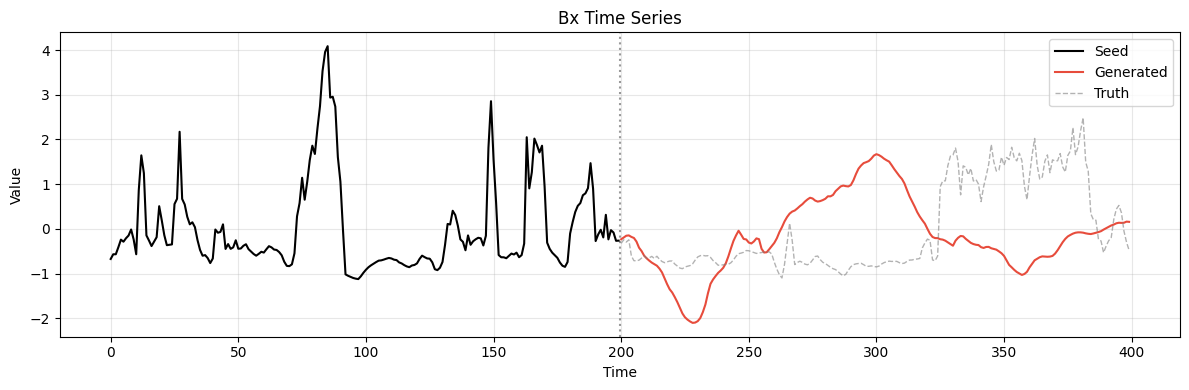 Bx Time Series
Value
4
3
2
1
0
−1
−2
Seed
Generated
Truth
0 50 100 150 200 250 300 350 400
Time